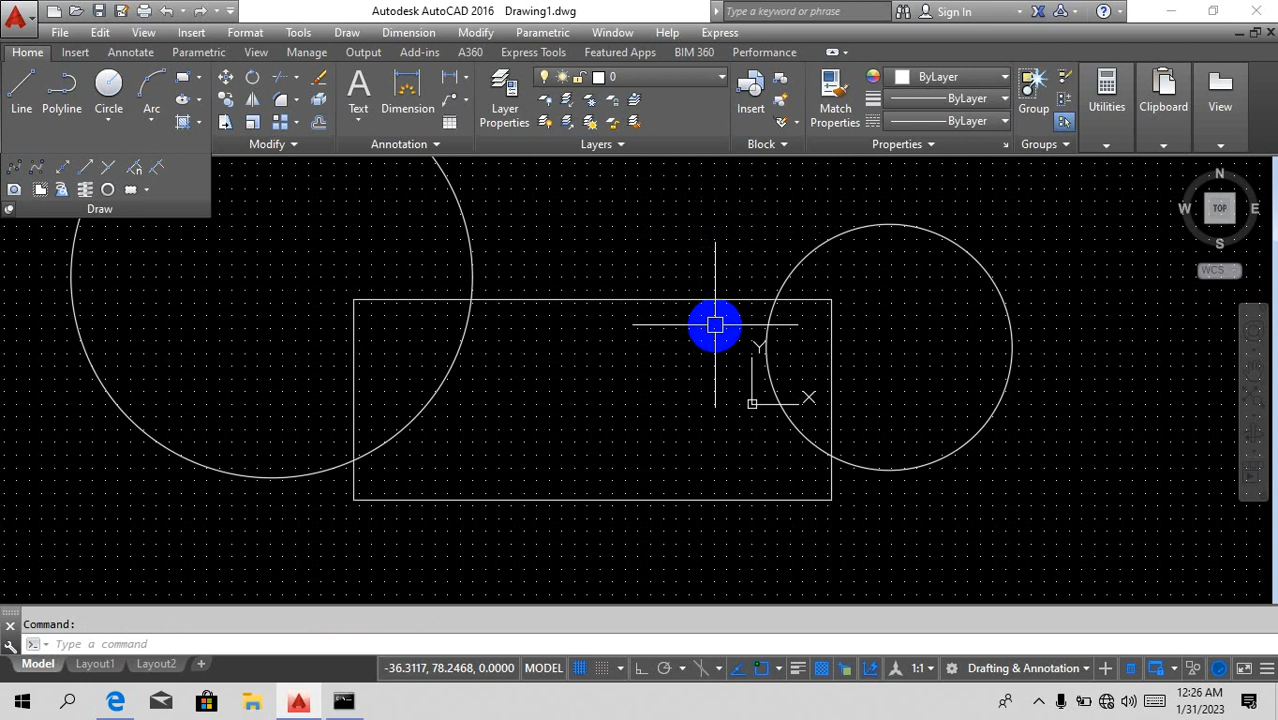 Autodesk AutoCAD 2016 Drawing1.dwg
Type a keyword or phrase
Sign In
File Edit View Insert Format Tools Draw Dimension Modify Parametric Window Help Express
Home Insert Annotate Parametric View Manage Output Add-ins A360 Express Tools Featured Apps BIM 360 Performance
0
ByLayer
Line Polyline Circle Arc Text Dimension Layer Properties Insert Match Properties ByLayer Group Utilities Clipboard View
ByLayer
Modify Annotation Layers Block Properties Groups
Draw
N
W TOP E
S
WCS
Y
X
Command:
Type a command
Model Layout1 Layout2 + -36.3117, 78.2468, 0.0000 MODEL 1:1 Drafting & Annotation
12:26 AM
1/31/2023